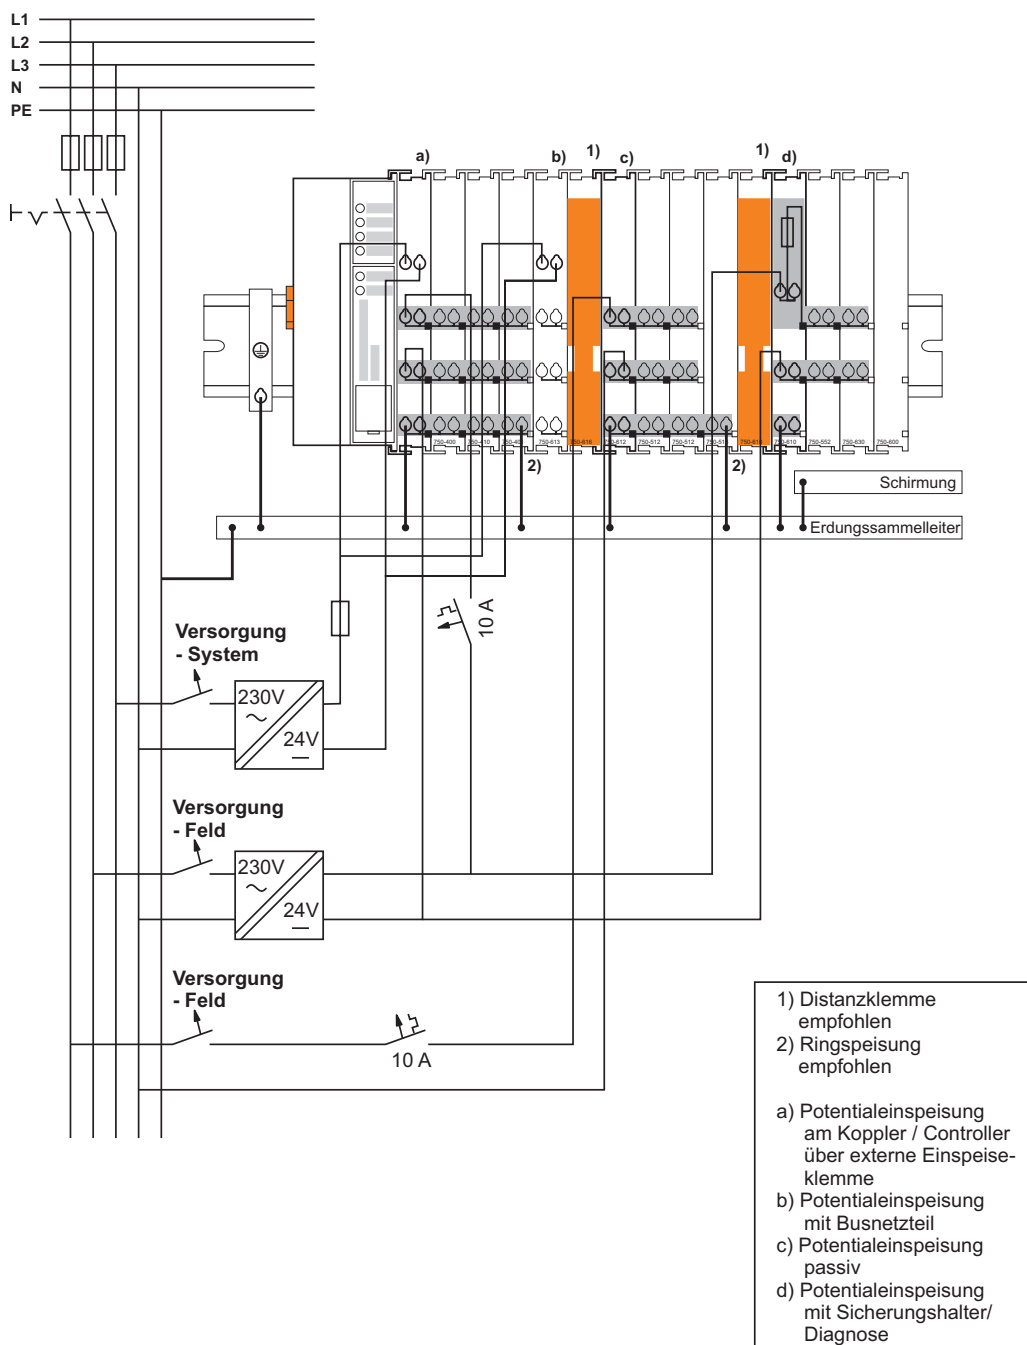 L1
L2
L3
N
PE
a)
b)
1)
c)
1)
d)
750-400
750-410
750-613
750-616
750-612
750-512
750-512
750-616
750-610
750-552
750-630
750-600
2)
2)
Schirmung
Erdungssammelleiter
10 A
Versorgung
- System
230V
24V
Versorgung
- Feld
230V
24V
Versorgung
- Feld
10 A
1) Distanzklemme
empfohlen
2) Ringspeisung
empfohlen
a) Potentialeinspeisung
am Koppler / Controller
über externe Einspeise-
klemme
b) Potentialeinspeisung
mit Busnetzteil
c) Potentialeinspeisung
passiv
d) Potentialeinspeisung
mit Sicherungshalter/
Diagnose